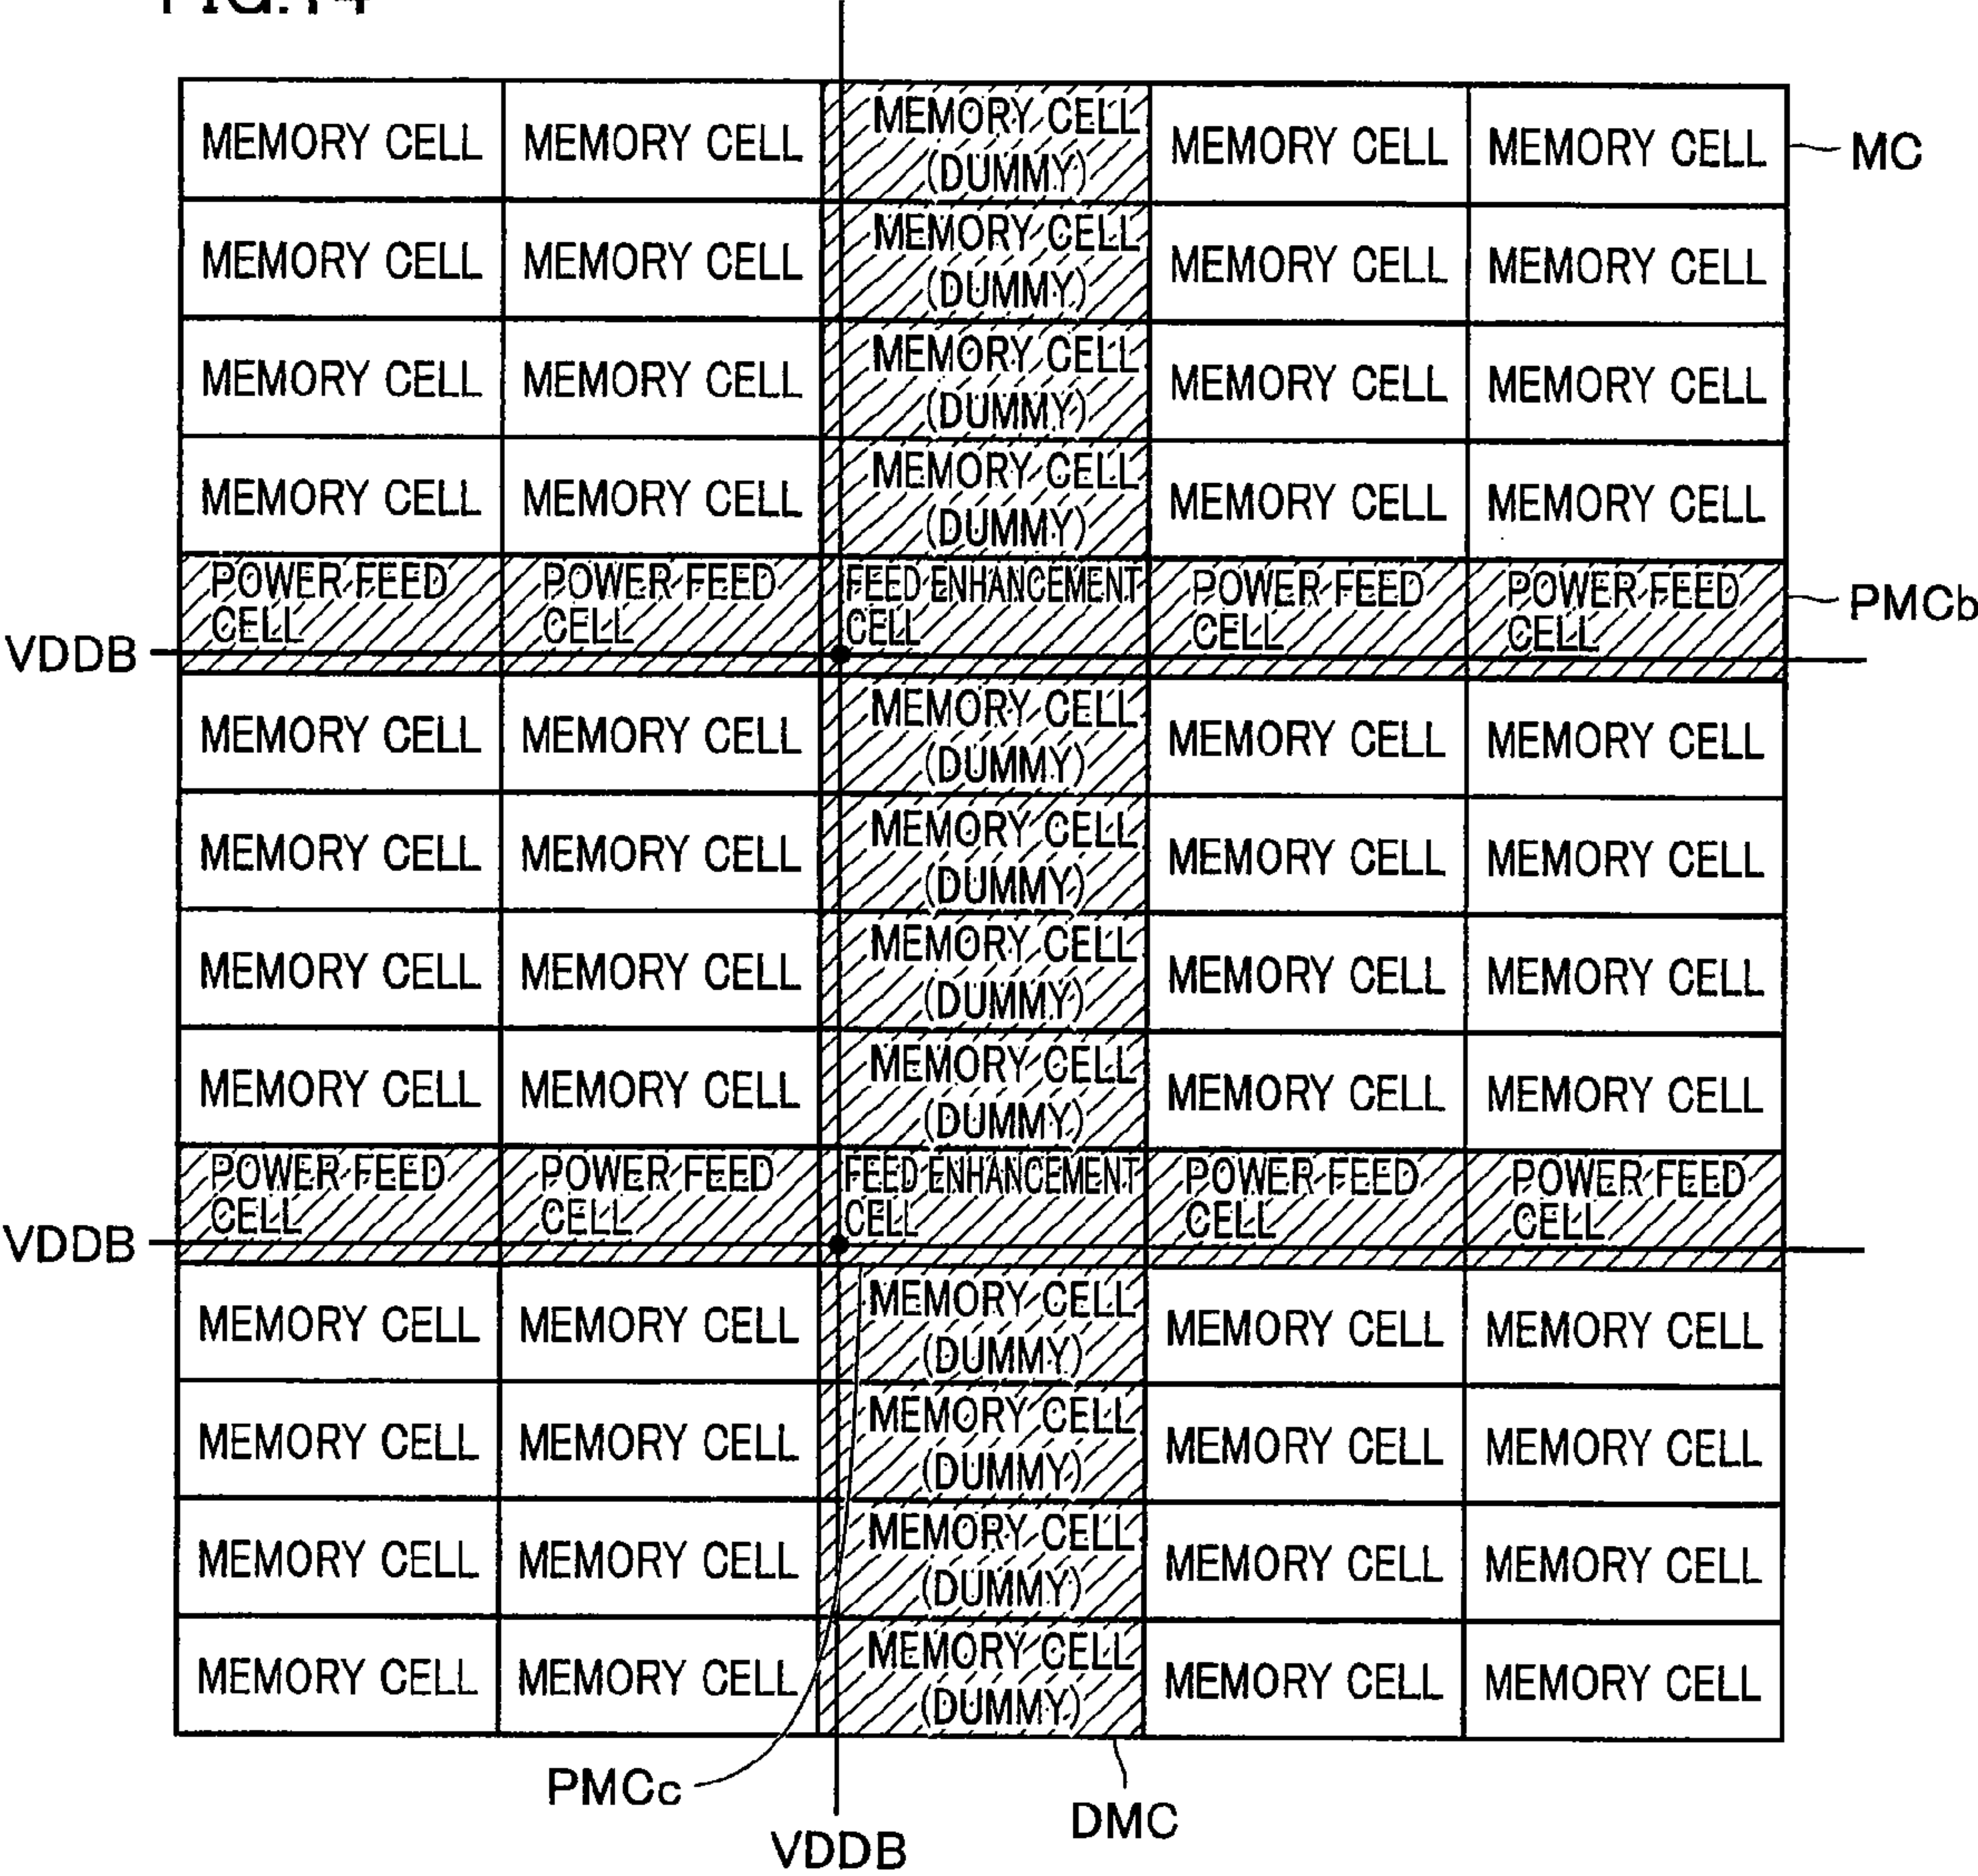 FIG.14
MEMORY CELL MEMORY CELL MEMORY CELL MEMORY CELL MEMORY CELL MC
(DUMMY)
MEMORY CELL MEMORY CELL MEMORY CELL MEMORY CELL MEMORY CELL
(DUMMY)
MEMORY CELL MEMORY CELL MEMORY CELL MEMORY CELL MEMORY CELL
(DUMMY)
MEMORY CELL MEMORY CELL MEMORY CELL MEMORY CELL MEMORY CELL
(DUMMY)
POWER FEED POWER FEED FEED ENHANCEMENT POWER FEED POWER FEED PMCb
CELL CELL CELL CELL CELL
VDDB
MEMORY CELL MEMORY CELL MEMORY CELL MEMORY CELL MEMORY CELL
(DUMMY)
MEMORY CELL MEMORY CELL MEMORY CELL MEMORY CELL MEMORY CELL
(DUMMY)
MEMORY CELL MEMORY CELL MEMORY CELL MEMORY CELL MEMORY CELL
(DUMMY)
MEMORY CELL MEMORY CELL MEMORY CELL MEMORY CELL MEMORY CELL
(DUMMY)
POWER FEED POWER FEED FEED ENHANCEMENT POWER FEED POWER FEED
CELL CELL CELL CELL CELL
VDDB
MEMORY CELL MEMORY CELL MEMORY CELL MEMORY CELL MEMORY CELL
(DUMMY)
MEMORY CELL MEMORY CELL MEMORY CELL MEMORY CELL MEMORY CELL
(DUMMY)
MEMORY CELL MEMORY CELL MEMORY CELL MEMORY CELL MEMORY CELL
(DUMMY)
MEMORY CELL MEMORY CELL MEMORY CELL MEMORY CELL MEMORY CELL
(DUMMY)
PMCc
DMC
VDDB